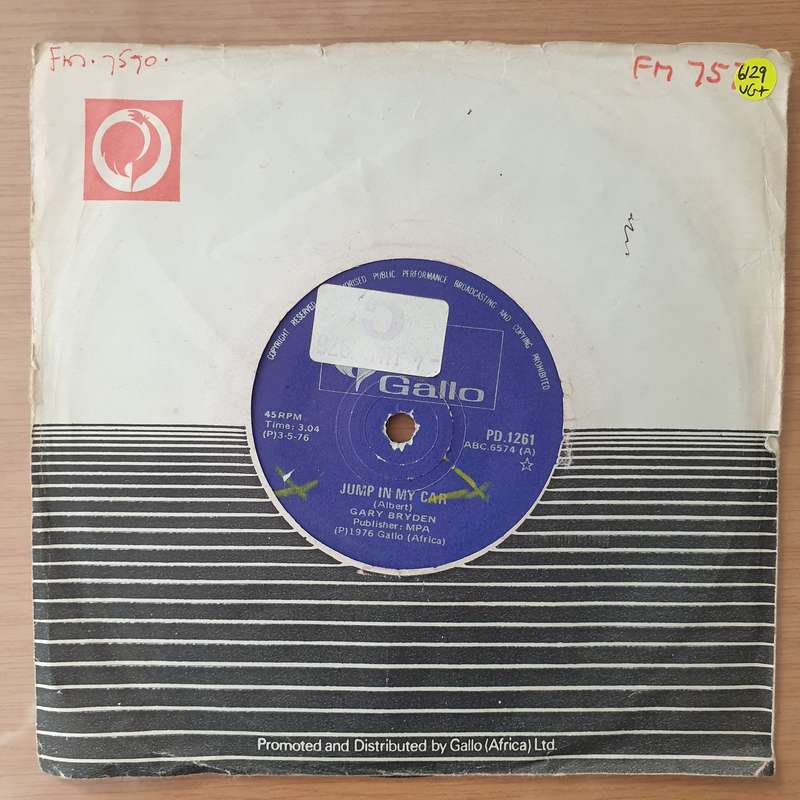 FM. 7590.
FM 75
6129
VG+
COPYRIGHT RESERVED PUBLIC PERFORMANCE BROADCASTING AND COPYING PROHIBITED
Gallo
45RPM
Time: 3.04
(P)3-5-76
PD.1261
ABC.6574 (A)
JUMP IN MY CAR
(Albert)
GARY BRYDEN
Publisher: MPA
(P)1976 Gallo (Africa)
Promoted and Distributed by Gallo (Africa) Ltd.